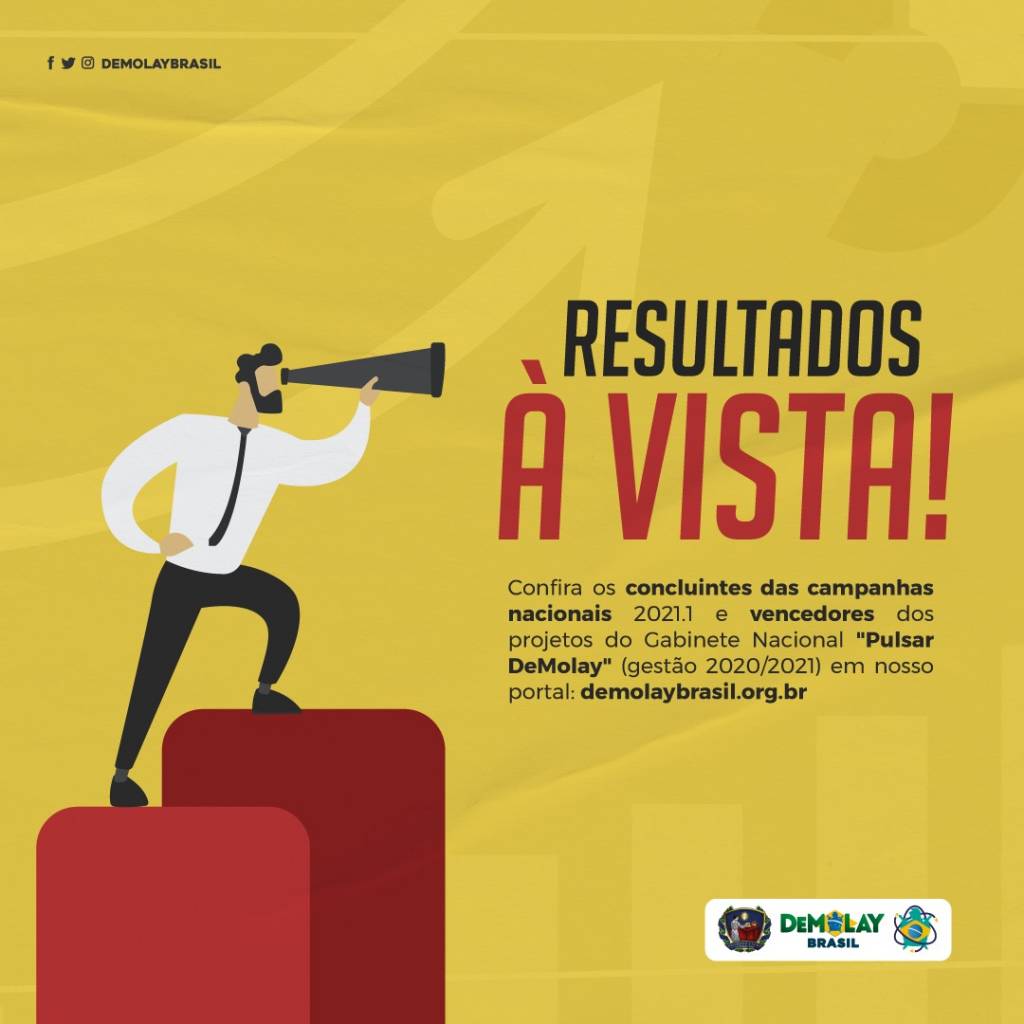 DEMOLAYBRASIL
RESULTADOS
À VISTA!
Confira os concluintes das campanhas
nacionais 2021.1 e vencedores dos
projetos do Gabinete Nacional "Pulsar
DeMolay" (gestão 2020/2021) em nosso
portal: demolaybrasil.org.br
DEMOLAY
BRASIL